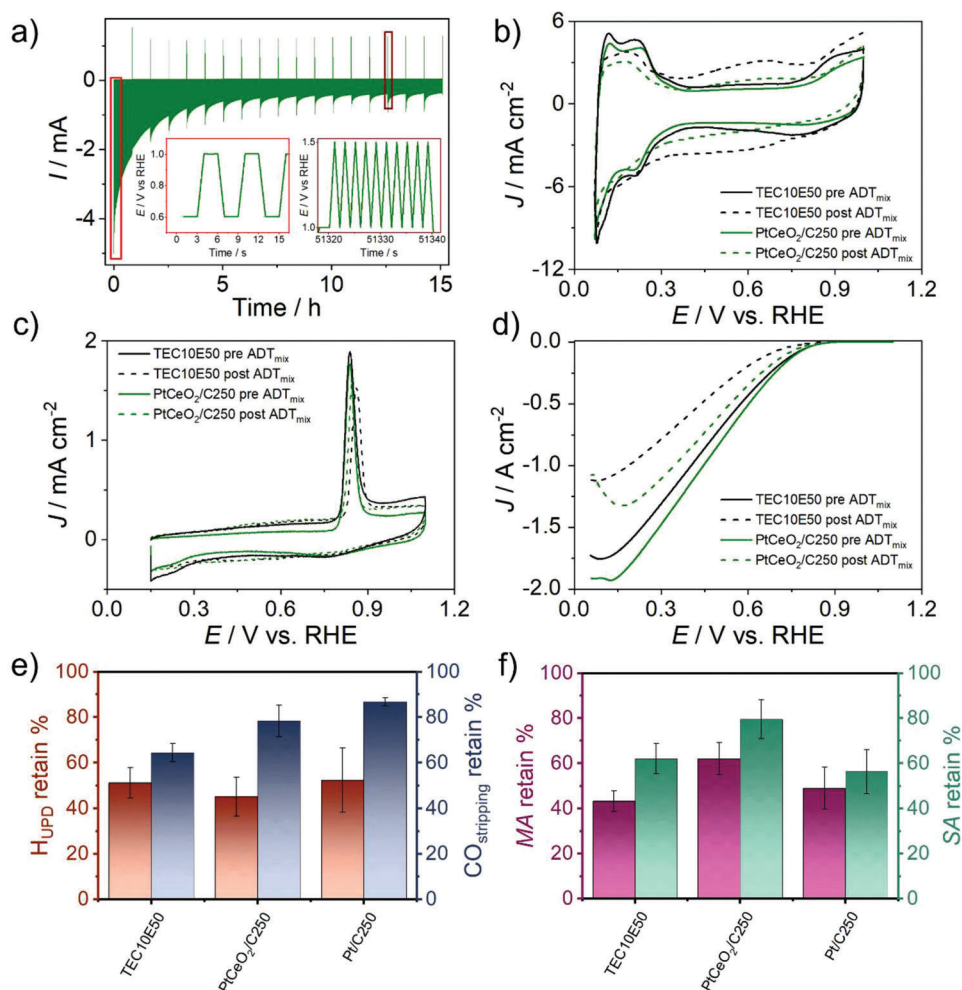 a)
I / mA
0
-2
-4
E / V vs RHE
1.0
0.8
0.6
0 3 6 9 12 15
Time / s
E / V vs RHE
1.5
1.0
51320 51330 51340
Time / s
0 5 10 15
Time / h
b)
J / mA cm-2
6
0
-6
-12
TEC10E50 pre ADTmix
TEC10E50 post ADTmix
PtCeO2/C250 pre ADTmix
PtCeO2/C250 post ADTmix
0.0 0.3 0.6 0.9 1.2
E / V vs. RHE
c)
J / mA cm-2
2
1
0
TEC10E50 pre ADTmix
TEC10E50 post ADTmix
PtCeO2/C250 pre ADTmix
PtCeO2/C250 post ADTmix
0.0 0.3 0.6 0.9 1.2
E / V vs. RHE
d)
J / A cm-2
0.0
-0.5
-1.0
-1.5
-2.0
TEC10E50 pre ADTmix
TEC10E50 post ADTmix
PtCeO2/C250 pre ADTmix
PtCeO2/C250 post ADTmix
0.0 0.3 0.6 0.9 1.2
E / V vs. RHE
e)
HUPD retain %
100
80
60
40
20
0
100
80
60
40
20
0
COstripping retain %
TEC10E50
PtCeO2/C250
Pt/C250
f)
MA retain %
100
80
60
40
20
0
100
80
60
40
20
0
SA retain %
TEC10E50
PtCeO2/C250
Pt/C250